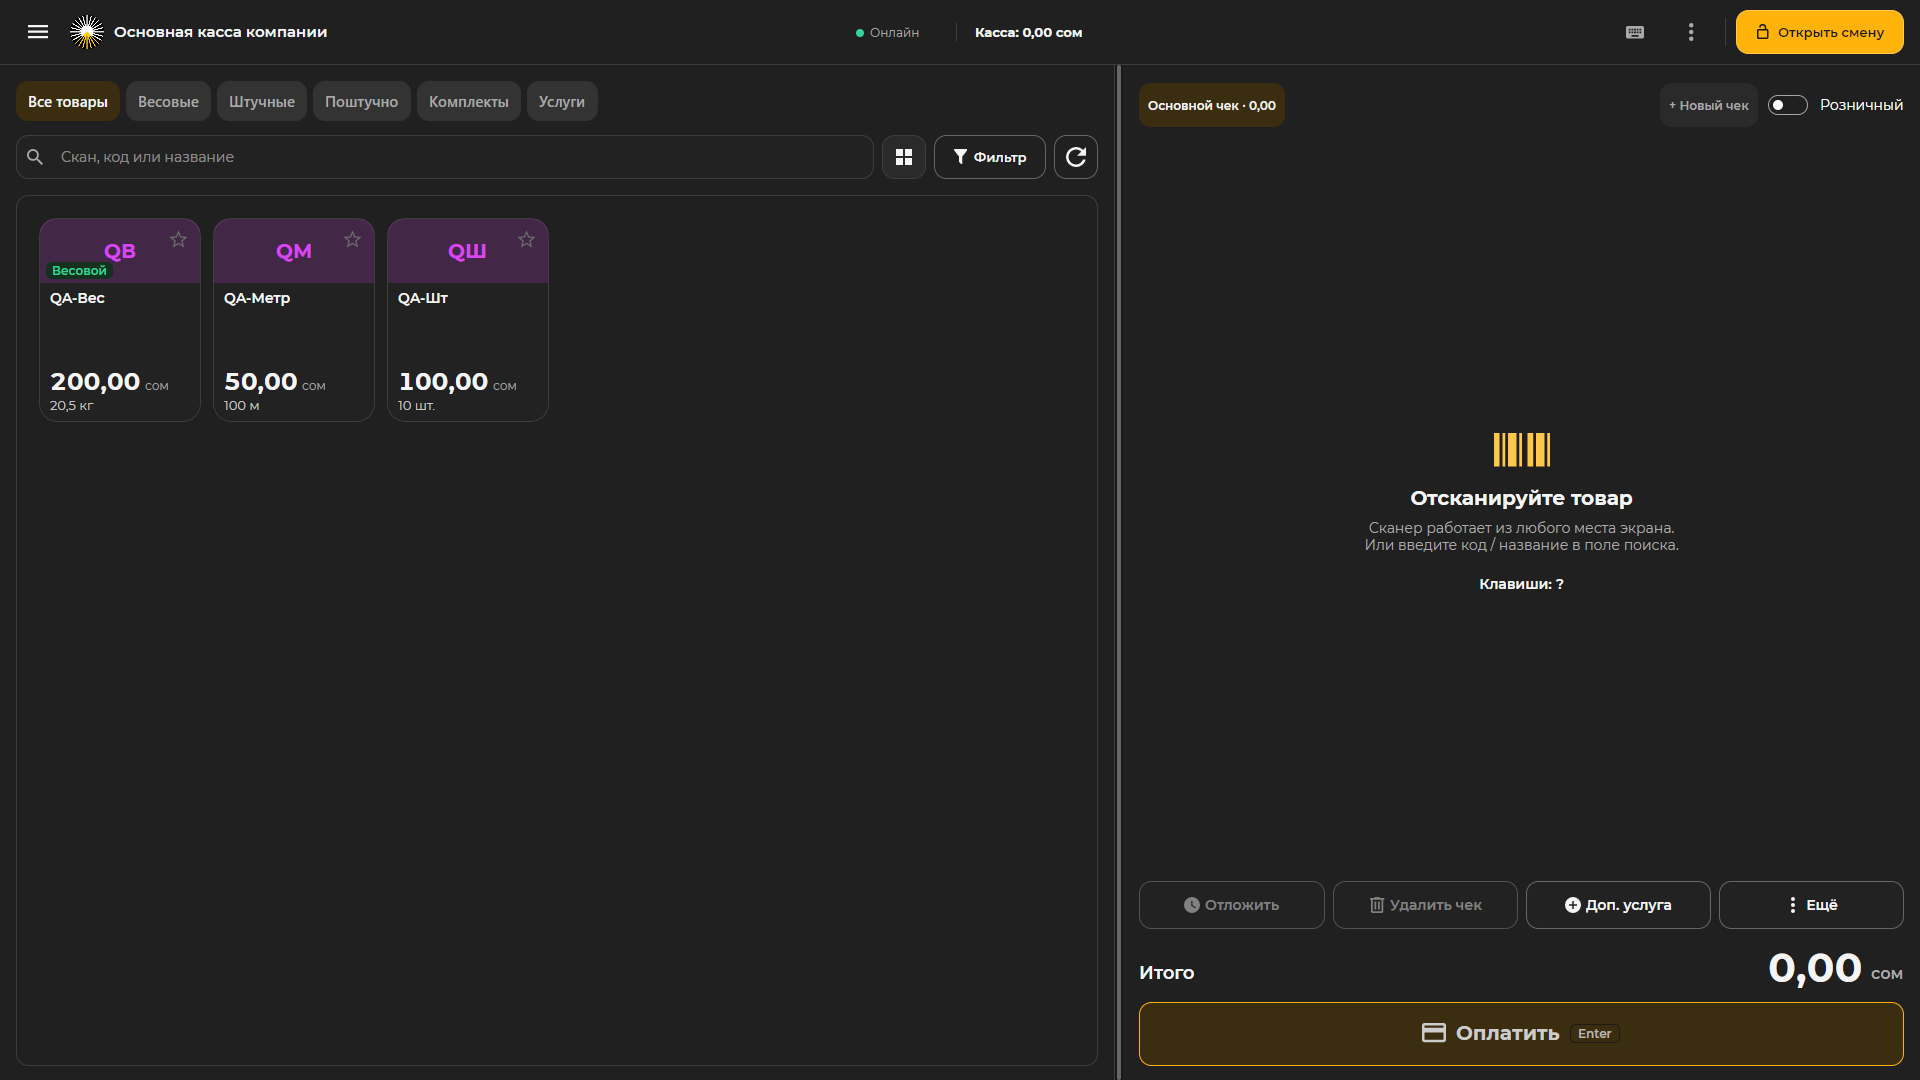 Основная касса компании
Онлайн
Касса: 0,00 сом
Открыть смену
Все товары
Весовые
Штучные
Поштучно
Комплекты
Услуги
Скан, код или название
Фильтр
QВ
Весовой
QA-Вес
200,00 сом
20,5 кг
QМ
QA-Метр
50,00 сом
100 м
QШ
QA-Шт
100,00 сом
10 шт.
Основной чек · 0,00
+ Новый чек
Розничный
Отсканируйте товар
Сканер работает из любого места экрана.
Или введите код / название в поле поиска.
Клавиши: ?
Отложить
Удалить чек
Доп. услуга
Ещё
Итого
0,00 сом
Оплатить Enter